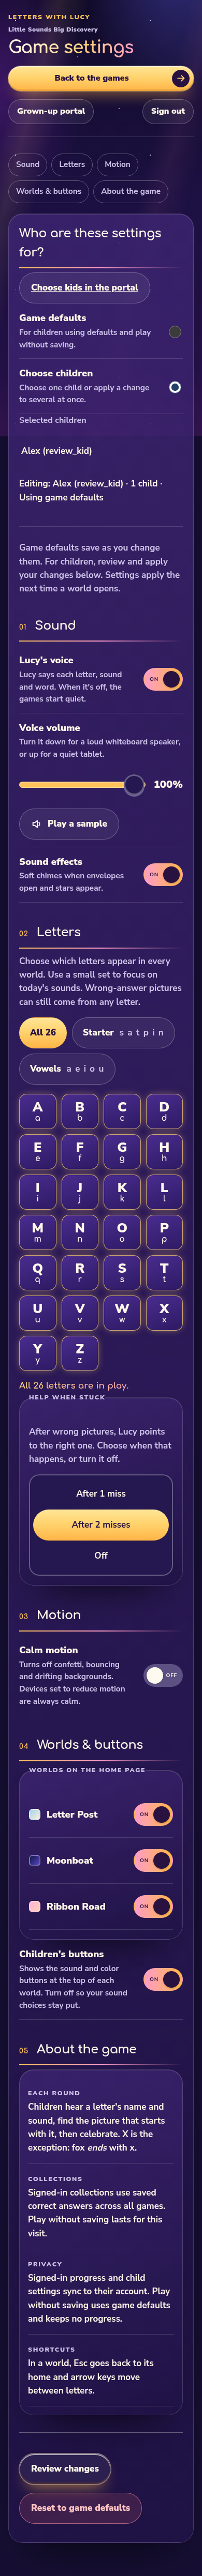 LETTERS WITH LUCY
Little Sounds Big Discovery
Game settings
Back to the games
Grown-up portal
Sign out
Sound
Letters
Motion
Worlds & buttons
About the game
Who are these settings
for?
Choose kids in the portal
Game defaults
For children using defaults and play
without saving.
Choose children
Choose one child or apply a change
to several at once.
Selected children
Alex (review_kid)
Editing: Alex (review_kid) · 1 child ·
Using game defaults
Game defaults save as you change
them. For children, review and apply
your changes below. Settings apply the
next time a world opens.
01 Sound
Lucy's voice
Lucy says each letter, sound
and word. When it's off, the
games start quiet.
ON
Voice volume
Turn it down for a loud whiteboard speaker,
or up for a quiet tablet.
100%
Play a sample
Sound effects
Soft chimes when envelopes
open and stars appear.
ON
02 Letters
Choose which letters appear in every
world. Use a small set to focus on
today's sounds. Wrong-answer pictures
can still come from any letter.
All 26
Starter s a t p i n
Vowels a e i o u
A B C D
a b c d
E F G H
e f g h
I J K L
i j k l
M N O P
m n o p
Q R S T
q r s t
U V W X
u v w x
Y Z
y z
All 26 letters are in play.
HELP WHEN STUCK
After wrong pictures, Lucy points
to the right one. Choose when that
happens, or turn it off.
After 1 miss
After 2 misses
Off
03 Motion
Calm motion
Turns off confetti, bouncing
and drifting backgrounds.
Devices set to reduce motion
are always calm.
OFF
04 Worlds & buttons
WORLDS ON THE HOME PAGE
Letter Post
ON
Moonboat
ON
Ribbon Road
ON
Children's buttons
Shows the sound and color
buttons at the top of each
world. Turn off so your sound
choices stay put.
ON
05 About the game
EACH ROUND
Children hear a letter's name and
sound, find the picture that starts
with it, then celebrate. X is the
exception: fox ends with x.
COLLECTIONS
Signed-in collections use saved
correct answers across all games.
Play without saving lasts for this
visit.
PRIVACY
Signed-in progress and child
settings sync to their account. Play
without saving uses game defaults
and keeps no progress.
SHORTCUTS
In a world, Esc goes back to its
home and arrow keys move
between letters.
Review changes
Reset to game defaults